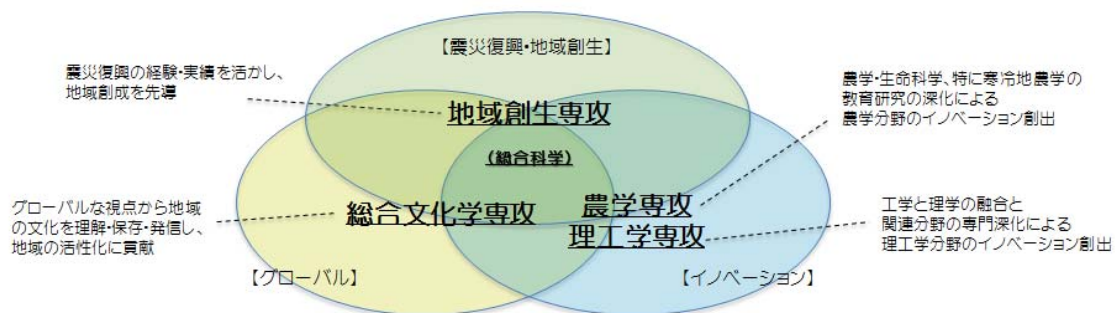 【震災復興・地域創生】
震災復興の経験・実績を活かし、
地域創成を先導
農学・生命科学、特に寒冷地農学の
教育研究の深化による
農学分野のイノベーション創出
地域創生専攻
(総合科学)
グローバルな視点から地域
の文化を理解・保存・発信し、
地域の活性化に貢献
総合文化学専攻
農学専攻
理工学専攻
工学と理学の融合と
関連分野の専門深化による
理工学分野のイノベーション創出
【グローバル】
【イノベーション】